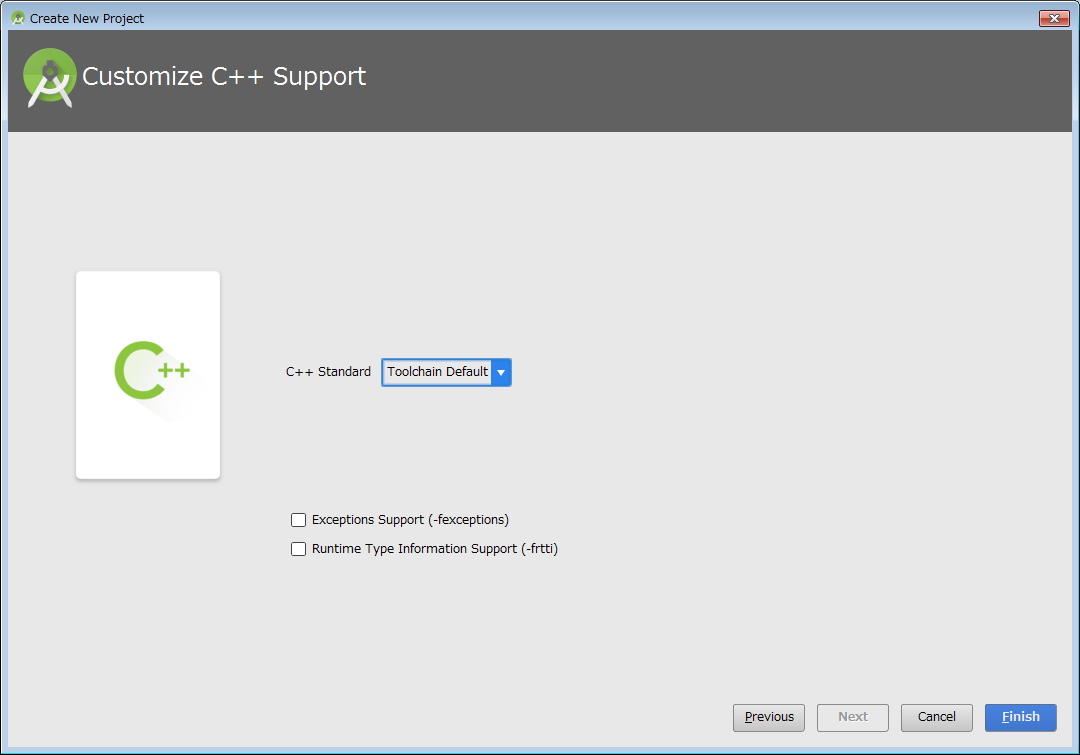 Create New Project
Customize C++ Support
C++
C++ Standard Toolchain Default
Exceptions Support (-fexceptions)
Runtime Type Information Support (-frtti)
Previous Next Cancel Finish